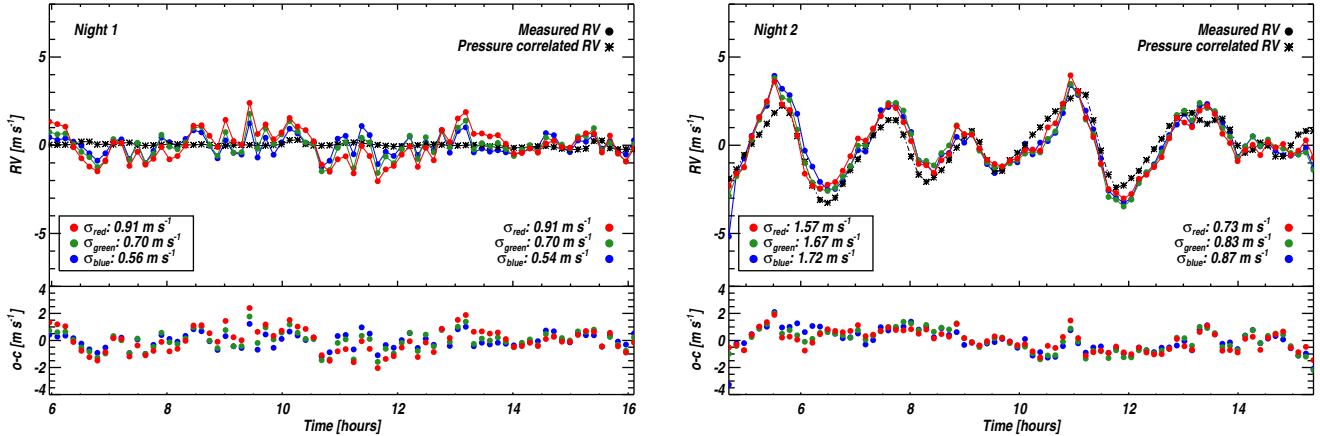 Night 1
Measured RV
Pressure correlated RV
5
0
-5
RV [m s⁻¹]
σred: 0.91 m s⁻¹
σgreen: 0.70 m s⁻¹
σblue: 0.56 m s⁻¹
σred: 0.91 m s⁻¹
σgreen: 0.70 m s⁻¹
σblue: 0.54 m s⁻¹
4
2
0
-2
-4
o-c [m s⁻¹]
6 8 10 12 14 16
Time [hours]
Night 2
Measured RV
Pressure correlated RV
5
0
-5
RV [m s⁻¹]
σred: 1.57 m s⁻¹
σgreen: 1.67 m s⁻¹
σblue: 1.72 m s⁻¹
σred: 0.73 m s⁻¹
σgreen: 0.83 m s⁻¹
σblue: 0.87 m s⁻¹
4
2
0
-2
-4
o-c [m s⁻¹]
6 8 10 12 14
Time [hours]